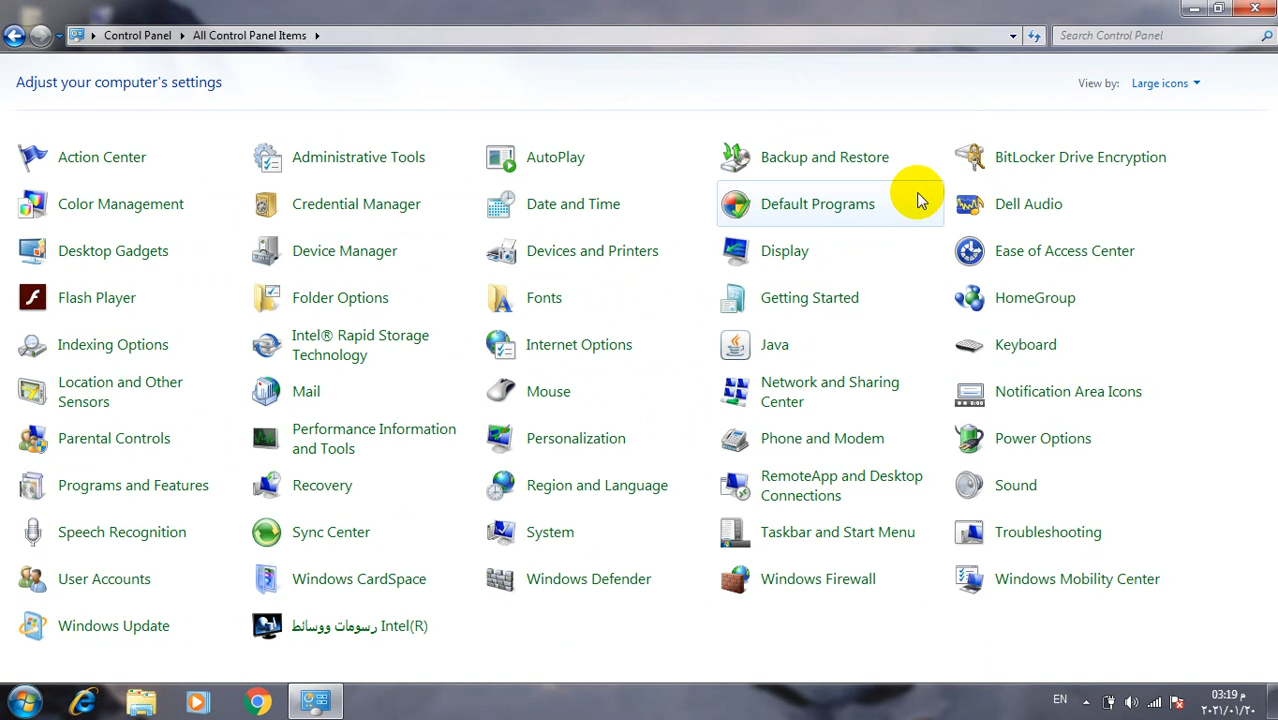 Control Panel
All Control Panel Items
Search Control Panel
Adjust your computer's settings
View by:
Large icons
Action Center
Administrative Tools
AutoPlay
Backup and Restore
BitLocker Drive Encryption
Color Management
Credential Manager
Date and Time
Default Programs
Dell Audio
Desktop Gadgets
Device Manager
Devices and Printers
Display
Ease of Access Center
Flash Player
Folder Options
Fonts
Getting Started
HomeGroup
Indexing Options
Intel® Rapid Storage
Technology
Internet Options
Java
Keyboard
Location and Other
Sensors
Mail
Mouse
Network and Sharing
Center
Notification Area Icons
Parental Controls
Performance Information
and Tools
Personalization
Phone and Modem
Power Options
Programs and Features
Recovery
Region and Language
RemoteApp and Desktop
Connections
Sound
Speech Recognition
Sync Center
System
Taskbar and Start Menu
Troubleshooting
User Accounts
Windows CardSpace
Windows Defender
Windows Firewall
Windows Mobility Center
Windows Update
رسومات ووسائط Intel(R)
EN
03:19 م
٢٠٢١/٠١/٢٠